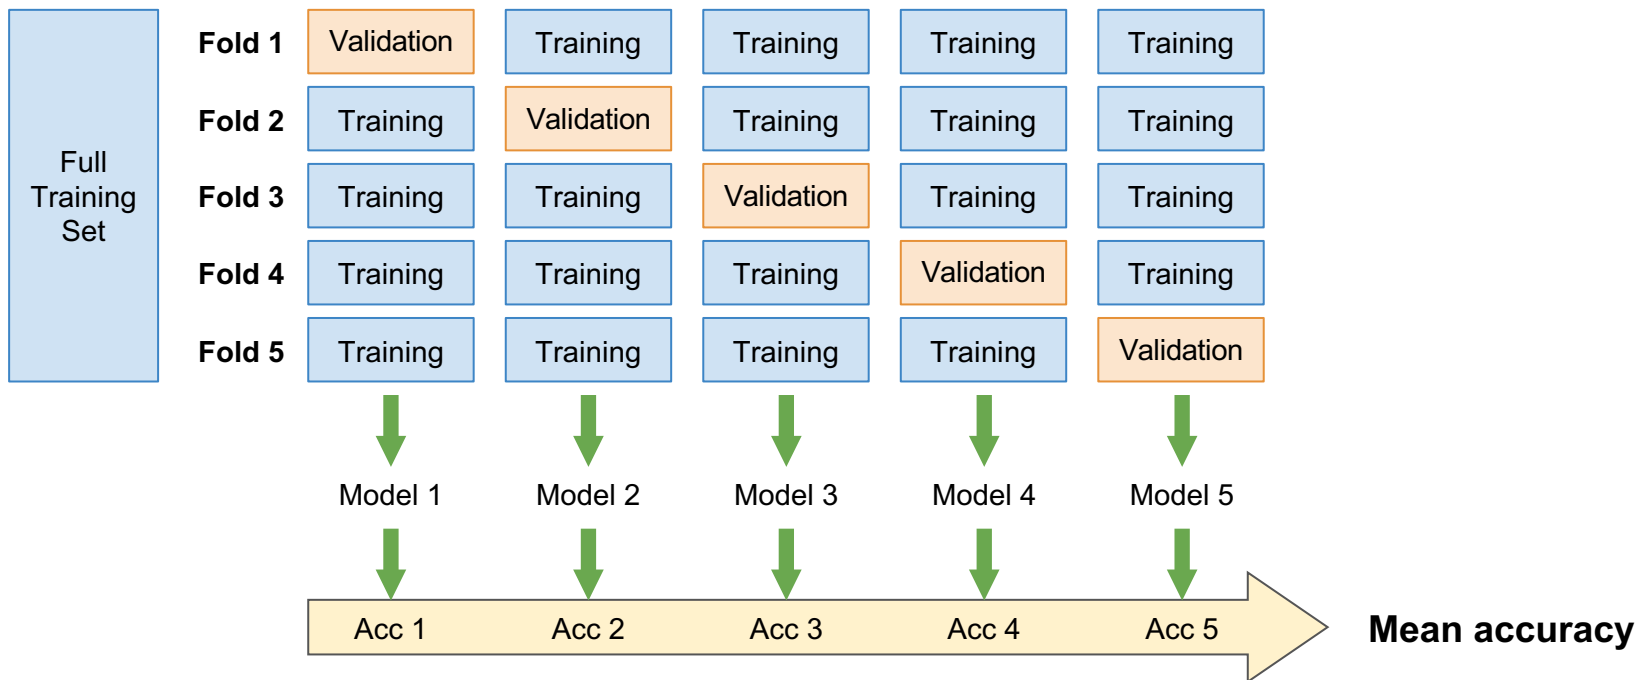 Full
Training
Set
Fold 1 Validation Training Training Training Training
Fold 2 Training Validation Training Training Training
Fold 3 Training Training Validation Training Training
Fold 4 Training Training Training Validation Training
Fold 5 Training Training Training Training Validation
Model 1 Model 2 Model 3 Model 4 Model 5
Acc 1 Acc 2 Acc 3 Acc 4 Acc 5 Mean accuracy